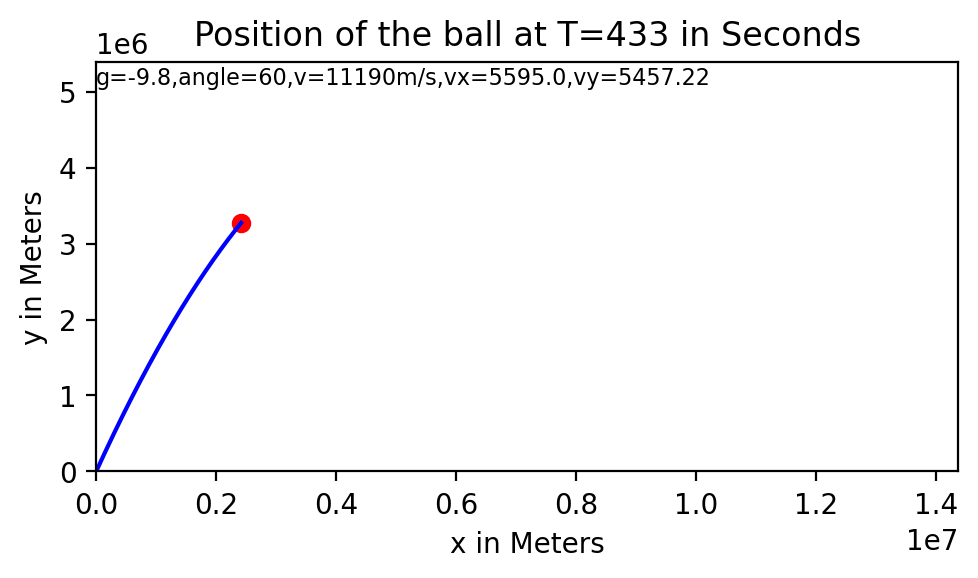 Position of the ball at T=433 in Seconds
1e6
g=-9.8,angle=60,v=11190m/s,vx=5595.0,vy=5457.22
5
4
3
2
1
0
y in Meters
0.0 0.2 0.4 0.6 0.8 1.0 1.2 1.4
x in Meters
1e7